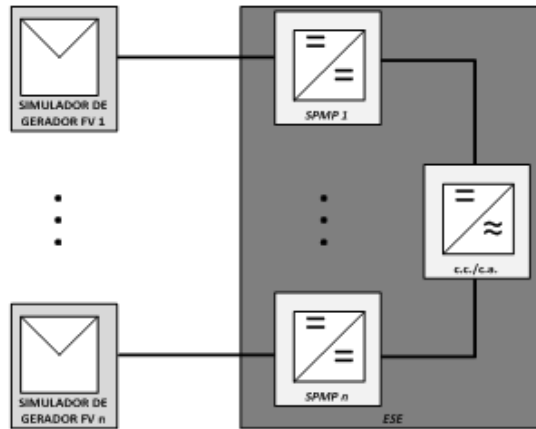 SIMULADOR DE
GERADOR FV 1
SPMP 1
c.c./c.a.
SIMULADOR DE
GERADOR FV n
SPMP n
ESE